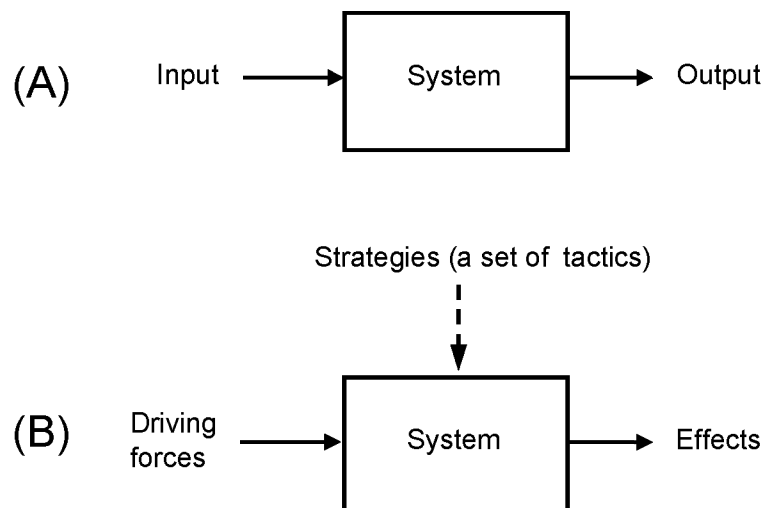 (A) Input System Output
Strategies (a set of tactics)
(B) Driving forces System Effects